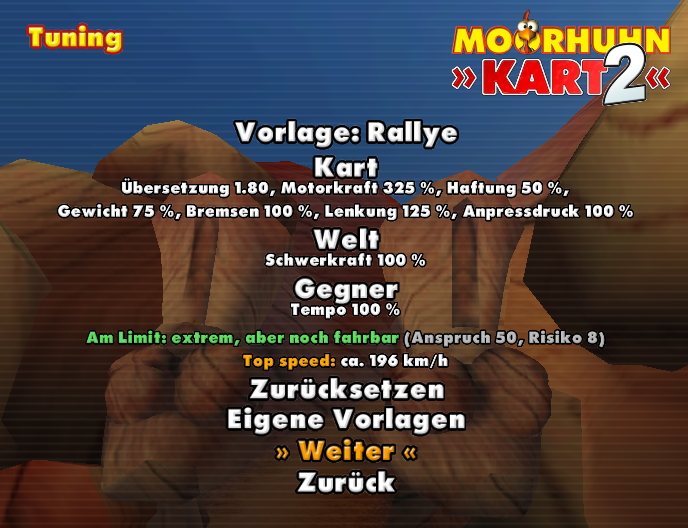 Tuning
MOORHUHN
» KART 2 «
Vorlage: Rallye
Kart
Übersetzung 1.80, Motorkraft 325 %, Haftung 50 %,
Gewicht 75 %, Bremsen 100 %, Lenkung 125 %, Anpressdruck 100 %
Welt
Schwerkraft 100 %
Gegner
Tempo 100 %
Am Limit: extrem, aber noch fahrbar (Anspruch 50, Risiko 8)
Top speed: ca. 196 km/h
Zurücksetzen
Eigene Vorlagen
» Weiter «
Zurück